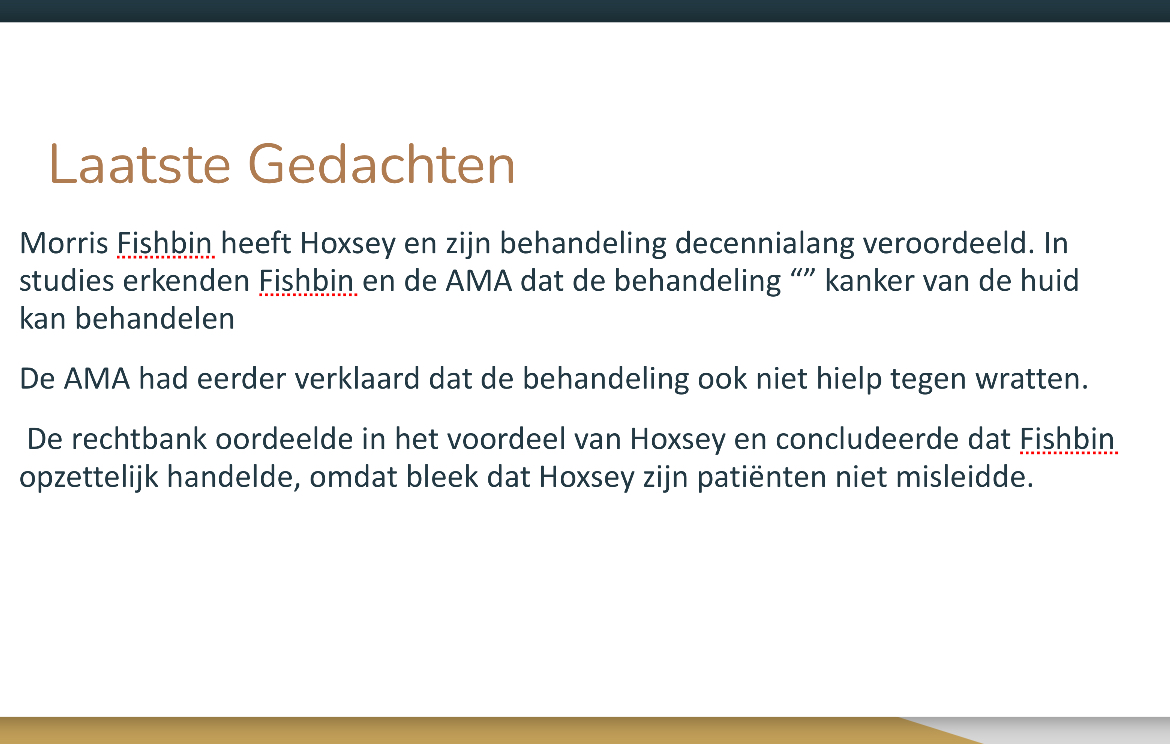 Laatste Gedachten
Morris Fishbin heeft Hoxsey en zijn behandeling decennialang veroordeeld. In
studies erkenden Fishbin en de AMA dat de behandeling “” kanker van de huid
kan behandelen
De AMA had eerder verklaard dat de behandeling ook niet hielp tegen wratten.
De rechtbank oordeelde in het voordeel van Hoxsey en concludeerde dat Fishbin
opzettelijk handelde, omdat bleek dat Hoxsey zijn patiënten niet misleidde.